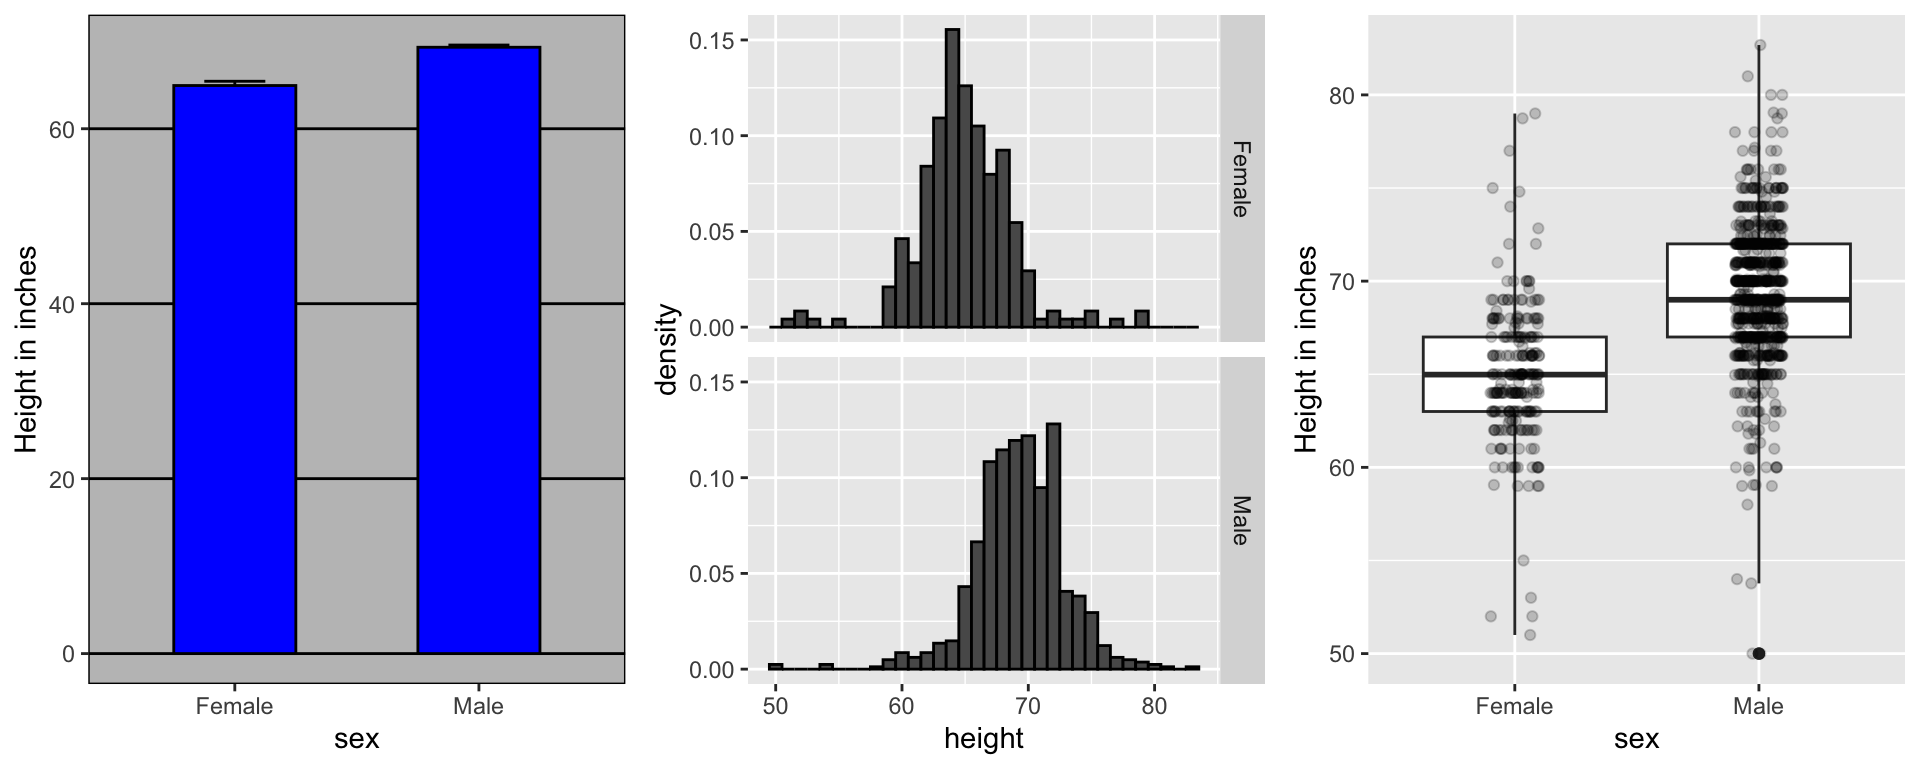 Height in inches
60
40
20
0
Female Male
sex
density
0.15
0.10
0.05
0.00
Female
0.15
0.10
0.05
0.00
Male
50 60 70 80
height
Height in inches
80
70
60
50
Female Male
sex